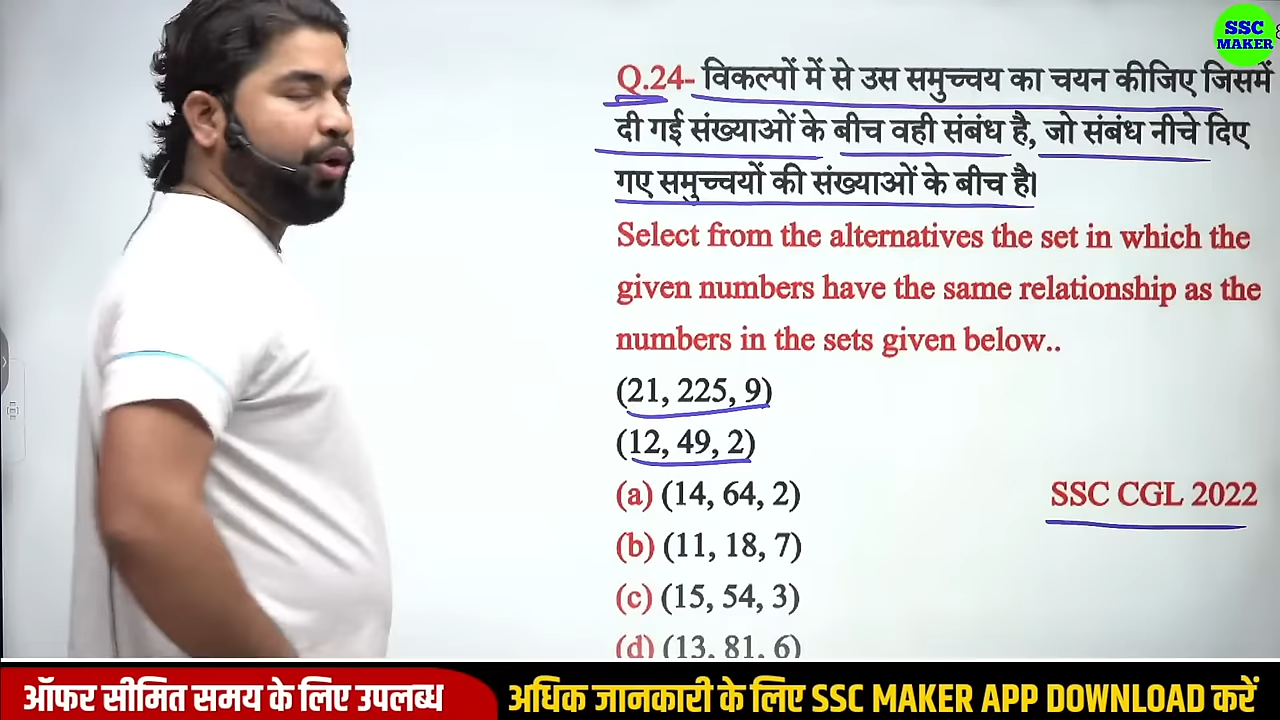 SSC
MAKER
Q.24- विकल्पों में से उस समुच्चय का चयन कीजिए जिसमें
दी गई संख्याओं के बीच वही संबंध है, जो संबंध नीचे दिए
गए समुच्चयों की संख्याओं के बीच है।
Select from the alternatives the set in which the
given numbers have the same relationship as the
numbers in the sets given below..
(21, 225, 9)
(12, 49, 2)
(a) (14, 64, 2)
SSC CGL 2022
(b) (11, 18, 7)
(c) (15, 54, 3)
(d) (13, 81, 6)
ऑफर सीमित समय के लिए उपलब्ध
अधिक जानकारी के लिए SSC MAKER APP DOWNLOAD करें